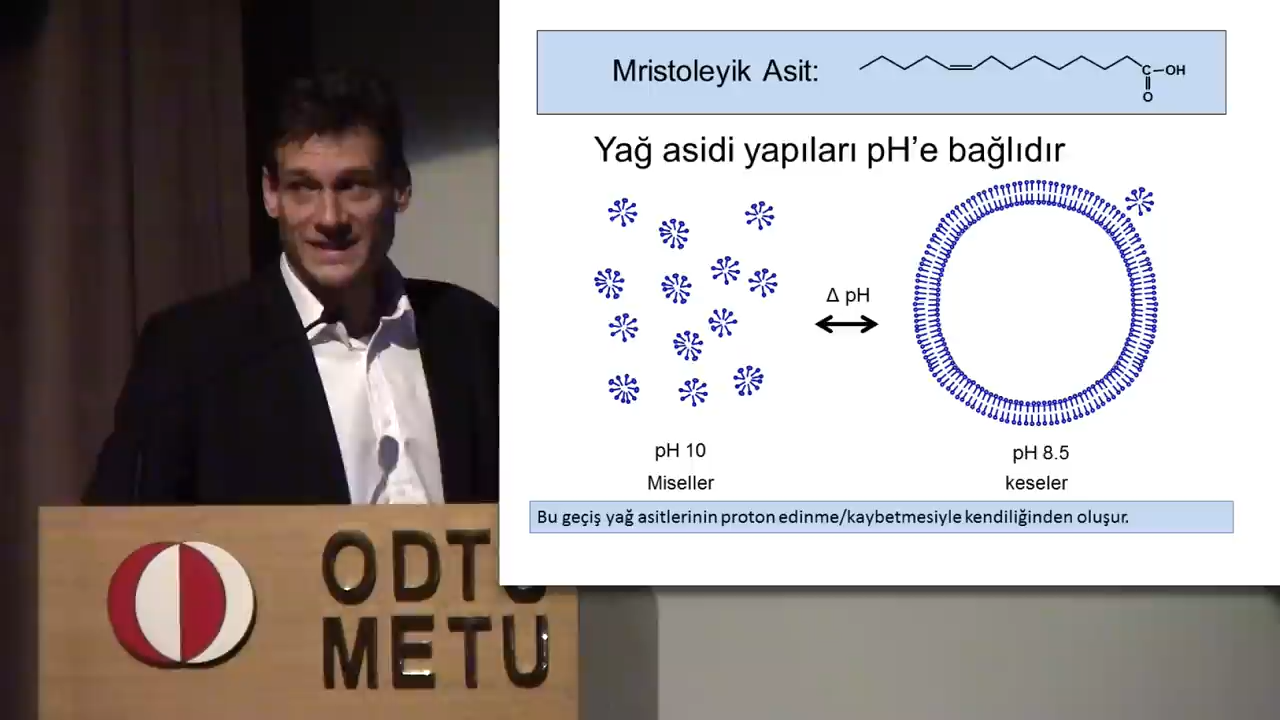 Mristoleyik Asit:
C–OH
O
Yağ asidi yapıları pH’e bağlıdır
Δ pH
pH 10
Miseller
pH 8.5
keseler
Bu geçiş yağ asitlerinin proton edinme/kaybetmesiyle kendiliğinden oluşur.
ODTÜ
METU